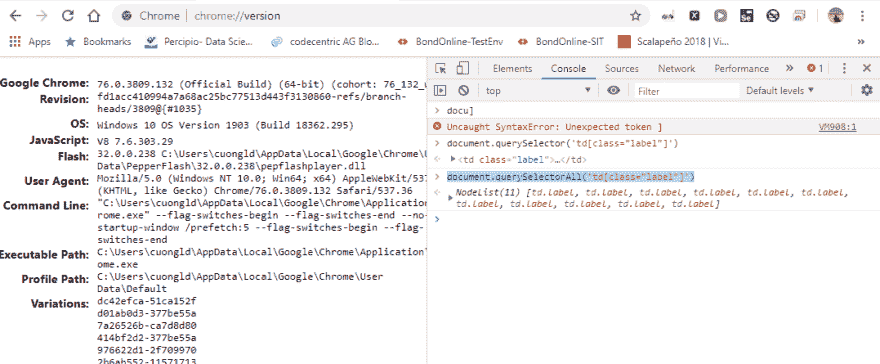 Chrome | chrome://version
Apps Bookmarks Percipio- Data Scie... codecentric AG Blo... BondOnline-TestEnv BondOnline-SIT Scalapeño 2018 | Vi... »
Elements Console Sources Network Performance » 1
top Filter Default levels
Google Chrome: 76.0.3809.132 (Official Build) (64-bit) (cohort: 76_132_
Revision: fd1acc410994a7a68ac25bc77513d443f3130860-refs/branch-
heads/3809@{#1035}
OS: Windows 10 OS Version 1903 (Build 18362.295)
JavaScript: V8 7.6.303.29
Flash: 32.0.0.238 C:\Users\cuongld\AppData\Local\Google\Chrome\
Data\PepperFlash\32.0.0.238\pepflashplayer.dll
User Agent: Mozilla/5.0 (Windows NT 10.0; Win64; x64) AppleWebKit/537
(KHTML, like Gecko) Chrome/76.0.3809.132 Safari/537.36
Command Line: "C:\Users\cuongld\AppData\Local\Google\Chrome\Application
ome.exe" --flag-switches-begin --flag-switches-end --no-
startup-window /prefetch:5 --flag-switches-begin --flag-
switches-end
Executable Path: C:\Users\cuongld\AppData\Local\Google\Chrome\Application
ome.exe
Profile Path: C:\Users\cuongld\AppData\Local\Google\Chrome\User
Data\Default
Variations: dc42efca-51ca152f
d01ab0d3-377be55a
7a26526b-ca7d8d80
414bf2d2-377be55a
976622d1-2f709970
2b6ab552-11571713
docu]
Uncaught SyntaxError: Unexpected token ] VM908:1
document.querySelector('td[class="label"]')
<td class="label">…</td>
document.querySelectorAll('td[class="label"]')
NodeList(11) [td.label, td.label, td.label, td.label, td.label, td.label, td.label, td.label, td.label, td.label, td.label]